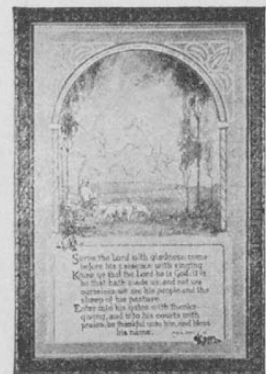 Serve the Lord with gladness: come
before his presence with singing.
Know ye that the Lord he is God: it is
he that hath made us, and not we
ourselves; we are his people, and the
sheep of his pasture.
Enter into his gates with thanks-
giving, and into his courts with
praise: be thankful unto him, and bless
his name.